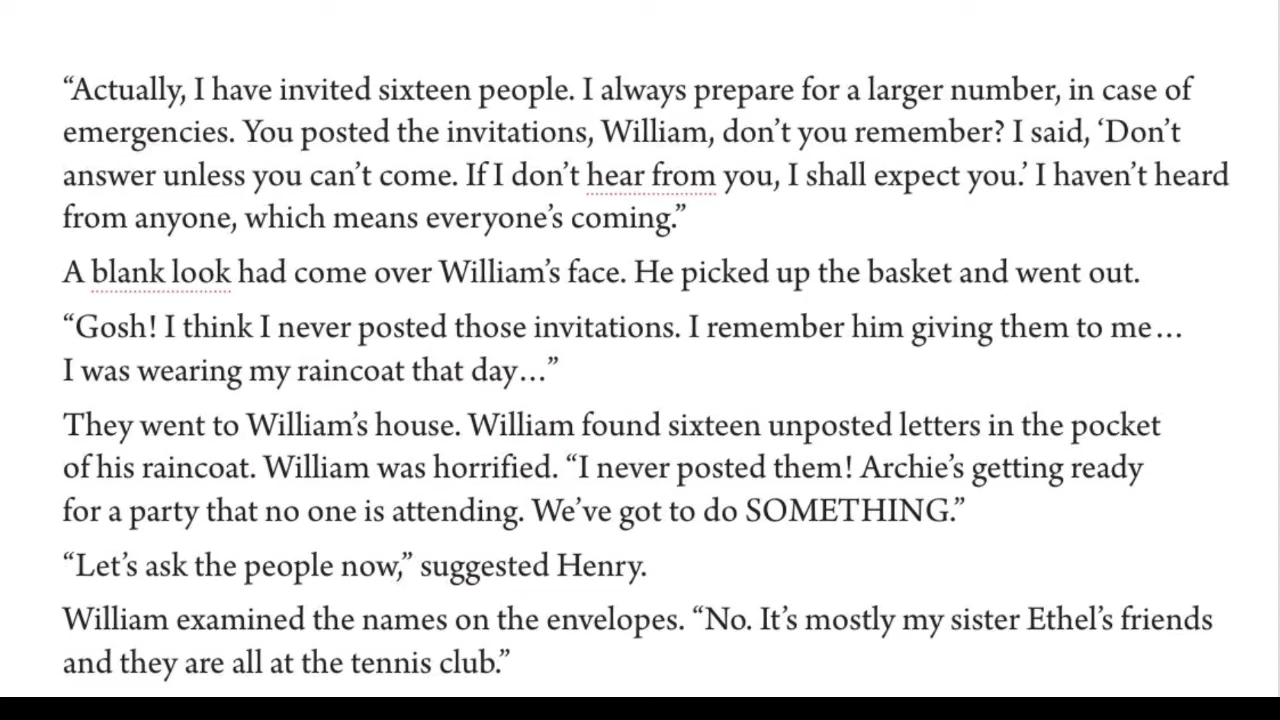 “Actually, I have invited sixteen people. I always prepare for a larger number, in case of
emergencies. You posted the invitations, William, don’t you remember? I said, ‘Don’t
answer unless you can’t come. If I don’t hear from you, I shall expect you.’ I haven’t heard
from anyone, which means everyone’s coming.”
A blank look had come over William’s face. He picked up the basket and went out.
“Gosh! I think I never posted those invitations. I remember him giving them to me…
I was wearing my raincoat that day…”
They went to William’s house. William found sixteen unposted letters in the pocket
of his raincoat. William was horrified. “I never posted them! Archie’s getting ready
for a party that no one is attending. We’ve got to do SOMETHING.”
“Let’s ask the people now,” suggested Henry.
William examined the names on the envelopes. “No. It’s mostly my sister Ethel’s friends
and they are all at the tennis club.”